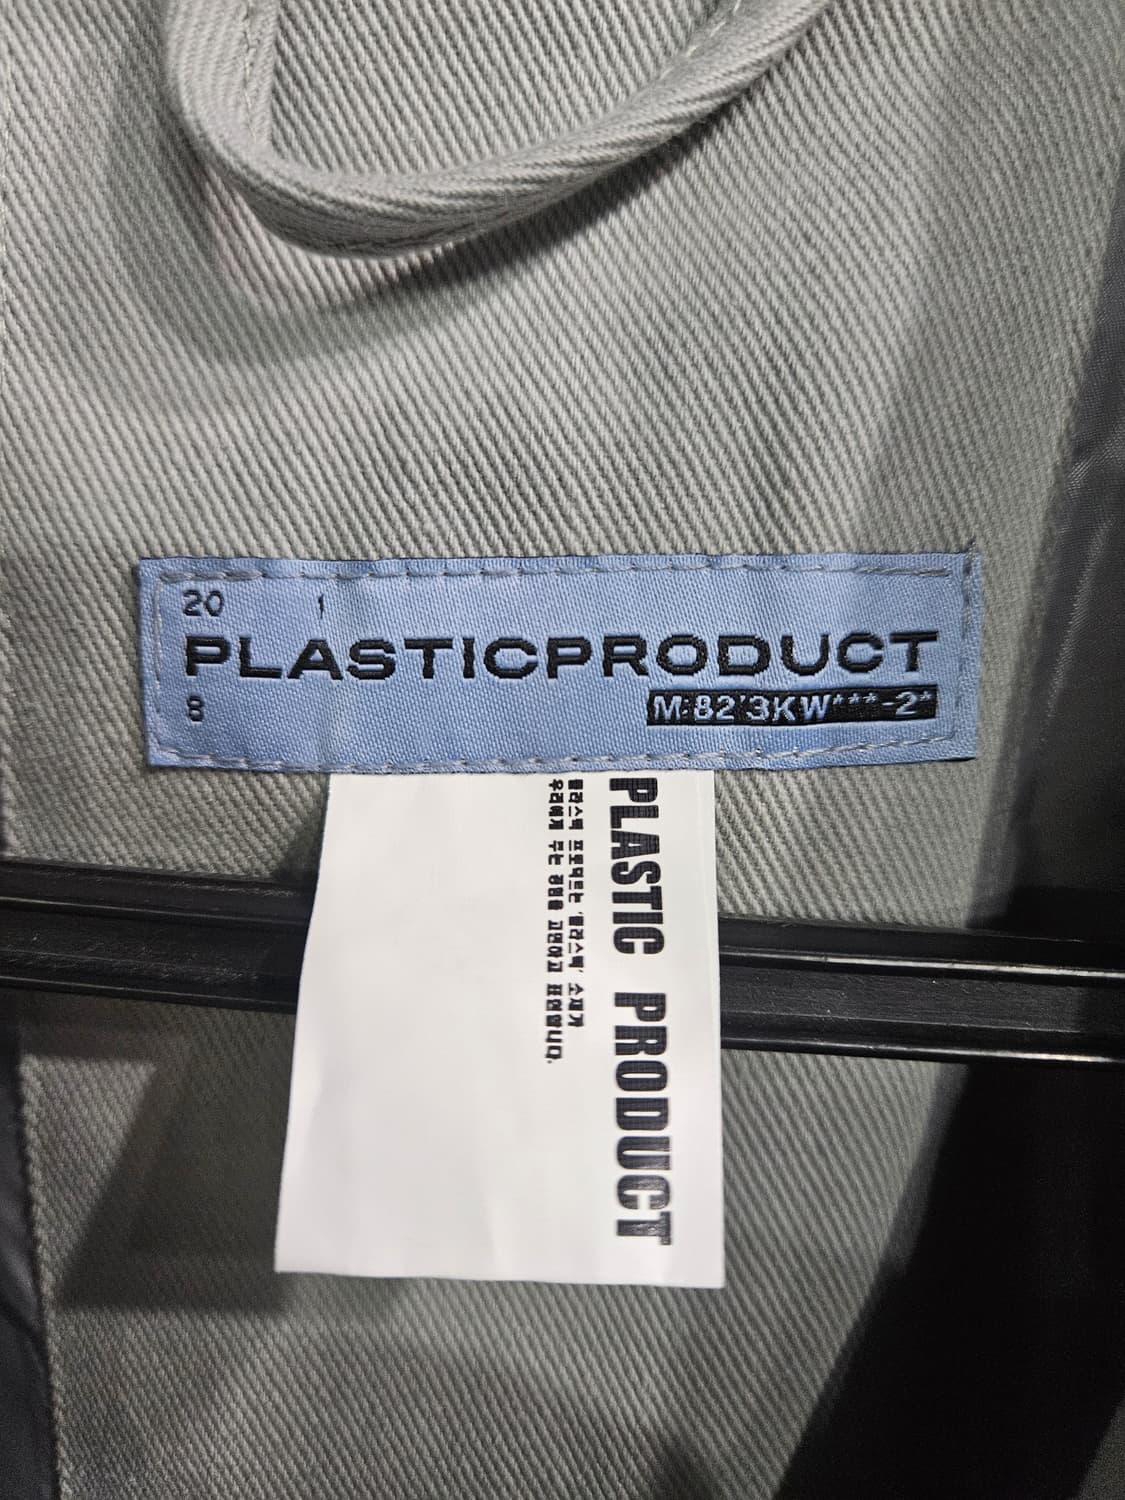 20 1
PLASTICPRODUCT
8
M:82'3KW***-2*
PLASTIC PRODUCT
플라스틱 프로덕트는 '플라스틱' 소재가
우리에게 주는 영향을 고민하고 표현합니다.